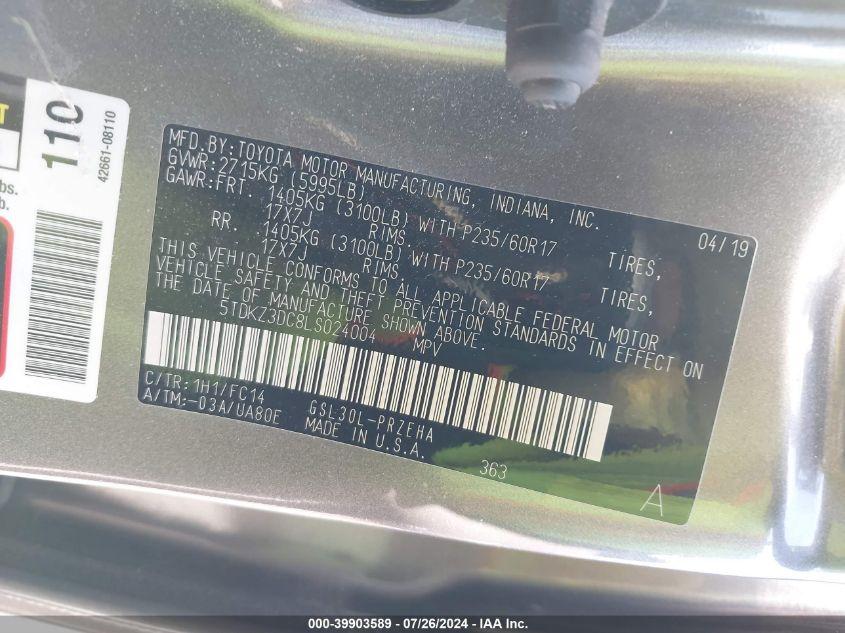 T
110
42661-08110
bs.
b.
MFD.BY:TOYOTA MOTOR MANUFACTURING, INDIANA, INC. 04/19
GVWR:2715KG (5995LB)
GAWR:FRT. 1405KG (3100LB) WITH P235/60R17 TIRES,
17X7J RIMS.
RR. 1405KG (3100LB) WITH P235/60R17 TIRES,
17X7J RIMS.
THIS VEHICLE CONFORMS TO ALL APPLICABLE FEDERAL MOTOR
VEHICLE SAFETY AND THEFT PREVENTION STANDARDS IN EFFECT ON
THE DATE OF MANUFACTURE SHOWN ABOVE.
5TDKZ3DC8LS024004 MPV
C/TR:1H1/FC14 GSL30L-PRZEHA
A/TM:-03A/UA80E MADE IN U.S.A.
363
A
000-39903589 - 07/26/2024 - IAA Inc.